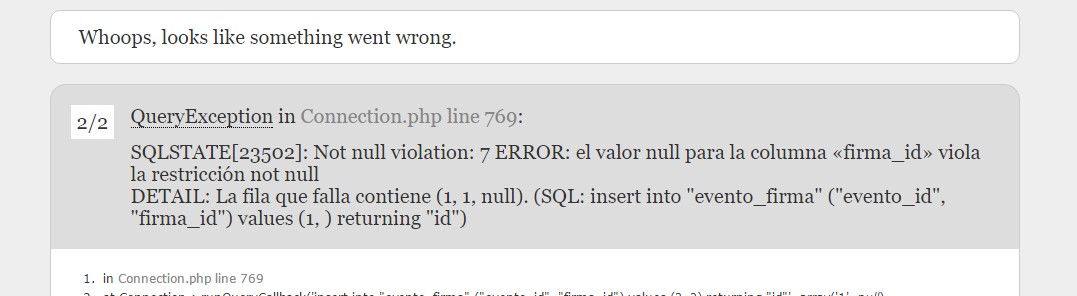 Whoops, looks like something went wrong.
2/2
QueryException in Connection.php line 769:
SQLSTATE[23502]: Not null violation: 7 ERROR: el valor null para la columna «firma_id» viola
la restricción not null
DETAIL: La fila que falla contiene (1, 1, null). (SQL: insert into "evento_firma" ("evento_id",
"firma_id") values (1, ) returning "id")
1. in Connection.php line 769